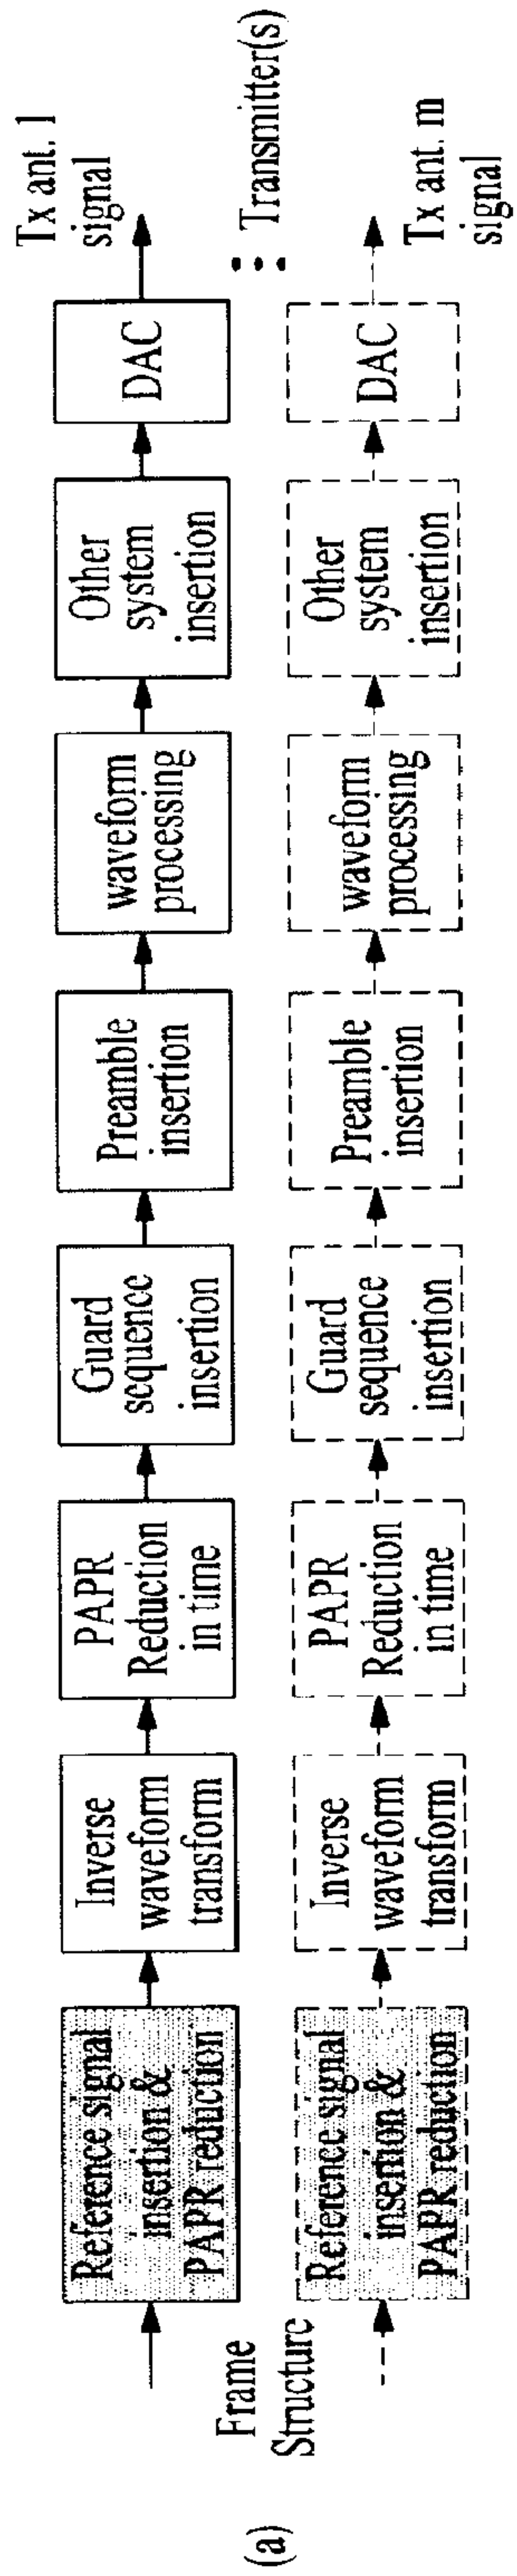 (a)
Frame
Structure
Reference signal
insertion &
PAPR reduction
Inverse
waveform
transform
PAPR
Reduction
in time
Guard
sequence
insertion
Preamble
insertion
waveform
processing
Other
system
insertion
DAC
Tx ant. 1
signal
Transmitter(s)
Reference signal
insertion &
PAPR reduction
Inverse
waveform
transform
PAPR
Reduction
in time
Guard
sequence
insertion
Preamble
insertion
waveform
processing
Other
system
insertion
DAC
Tx ant. m
signal